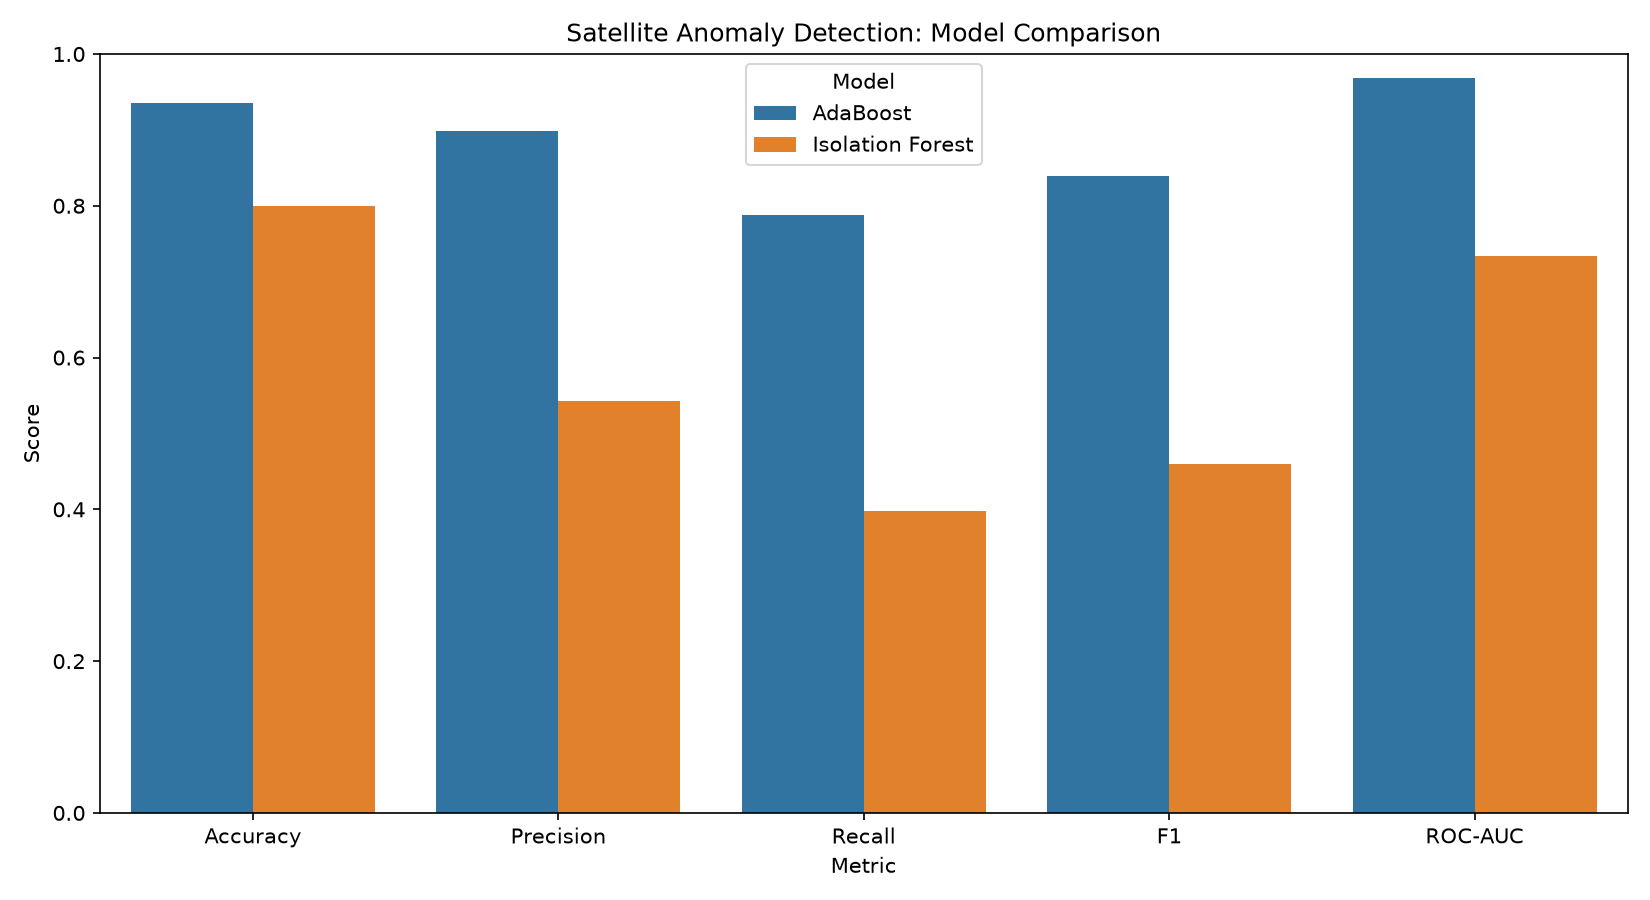 Satellite Anomaly Detection: Model Comparison
Model
AdaBoost
Isolation Forest
1.0
0.8
0.6
0.4
0.2
0.0
Score
Accuracy Precision Recall F1 ROC-AUC
Metric